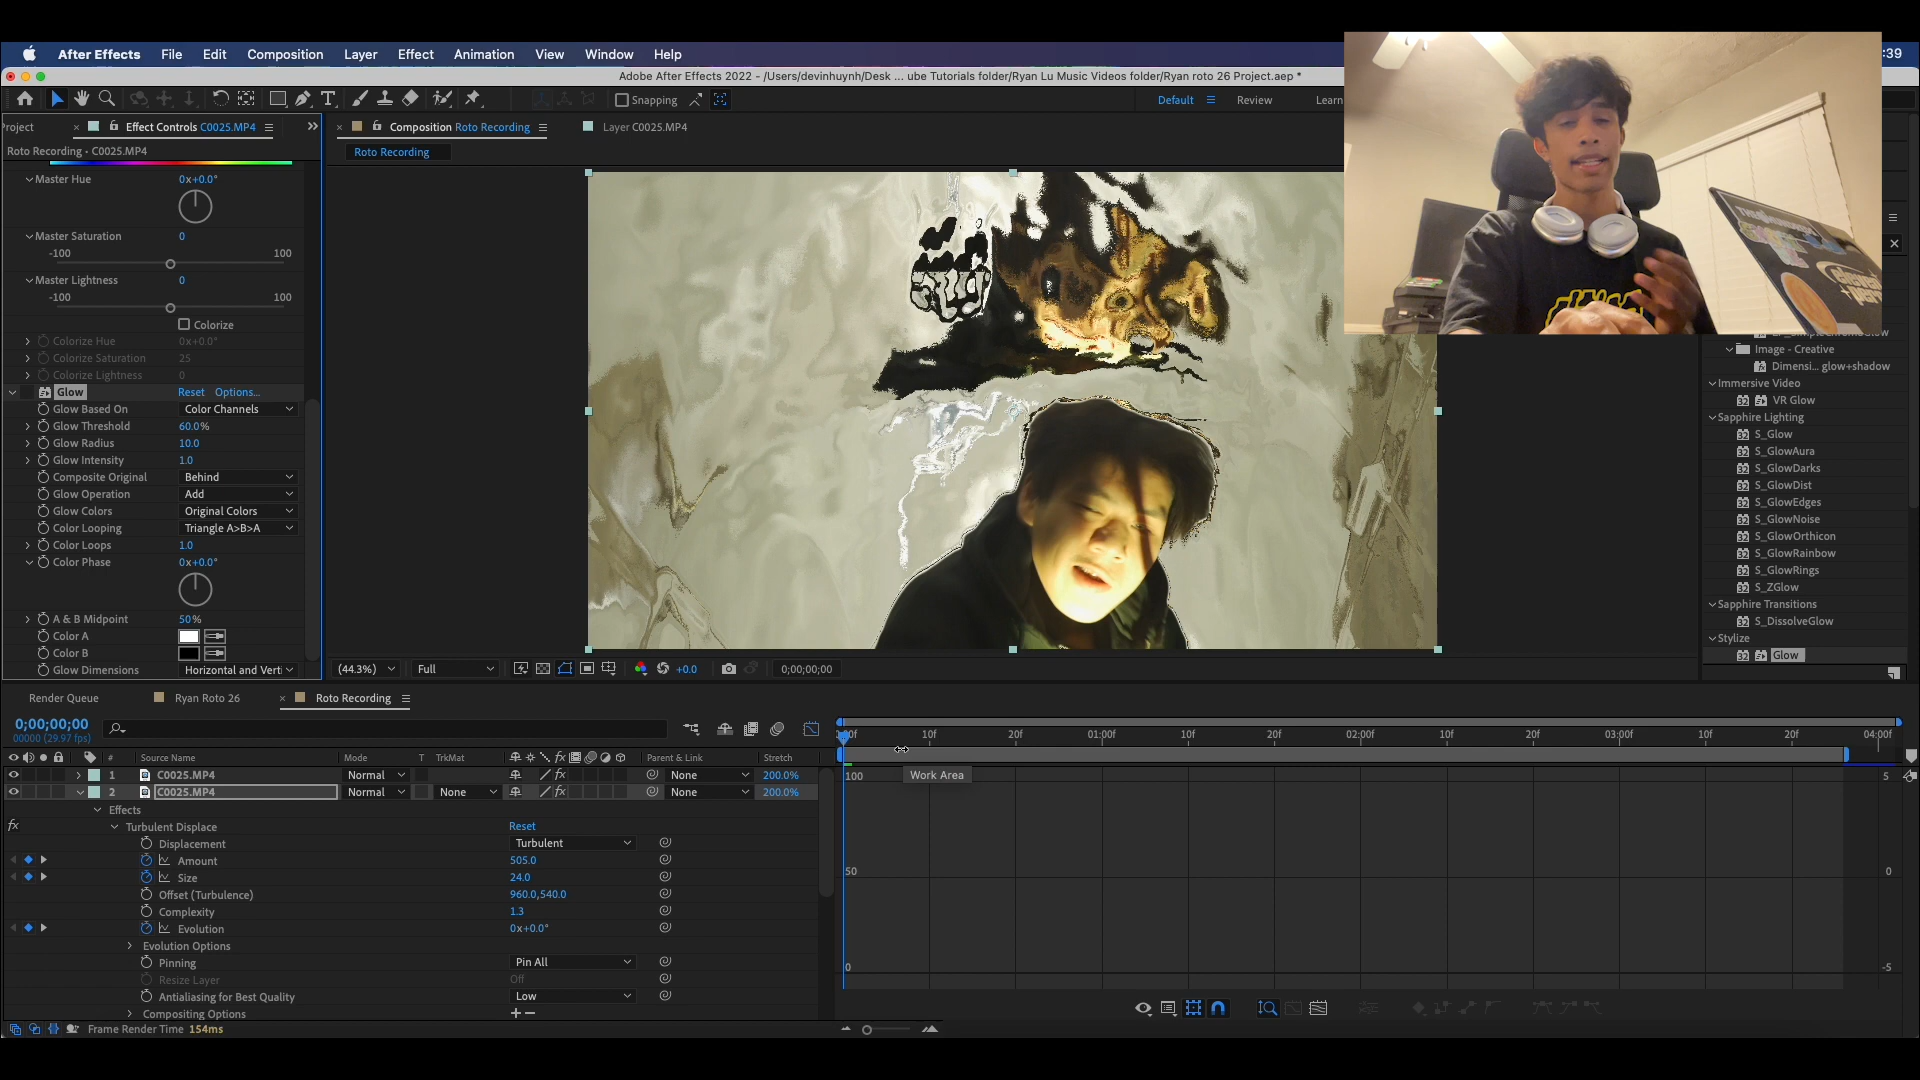 After Effects File Edit Composition Layer Effect Animation View Window Help :39
Adobe After Effects 2022 - /Users/devinhuynh/Desk ... ube Tutorials folder/Ryan Lu Music Videos folder/Ryan roto 26 Project.aep *
Snapping Default Review Learn
Project Effect Controls C0025.MP4 Composition Roto Recording Layer C0025.MP4
Roto Recording • C0025.MP4
Roto Recording
Master Hue 0x+0.0°
Master Saturation 0
-100 100
Master Lightness 0
-100 100
Colorize
Colorize Hue 0x+0.0°
Colorize Saturation 25
Colorize Lightness 0
Glow Reset Options...
Glow Based On Color Channels
Glow Threshold 60.0%
Glow Radius 10.0
Glow Intensity 1.0
Composite Original Behind
Glow Operation Add
Glow Colors Original Colors
Color Looping Triangle A>B>A
Color Loops 1.0
Color Phase 0x+0.0°
A & B Midpoint 50%
Color A
Color B
Glow Dimensions Horizontal and Verti
Image - Creative
Dimensi... glow+shadow
Immersive Video
VR Glow
Sapphire Lighting
S_Glow
S_GlowAura
S_GlowDarks
S_GlowDist
S_GlowEdges
S_GlowNoise
S_GlowOrthicon
S_GlowRainbow
S_GlowRings
S_ZGlow
Sapphire Transitions
S_DissolveGlow
Stylize
Glow
(44.3%) Full +0.0 0;00;00;00
Render Queue Ryan Roto 26 Roto Recording
0;00;00;00
00000 (29.97 fps)
:00f 10f 20f 01:00f 10f 20f 02:00f 10f 20f 03:00f 10f 20f 04:00f
# Source Name Mode T TrkMat Parent & Link Stretch
1 C0025.MP4 Normal None 200.0%
2 C0025.MP4 Normal None None 200.0%
Effects
fx Turbulent Displace Reset
Displacement Turbulent
Amount 505.0
Size 24.0
Offset (Turbulence) 960.0,540.0
Complexity 1.3
Evolution 0x+0.0°
Evolution Options
Pinning Pin All
Resize Layer Off
Antialiasing for Best Quality Low
Compositing Options + −
Frame Render Time 154ms
100 Work Area 5
50 0
0 -5